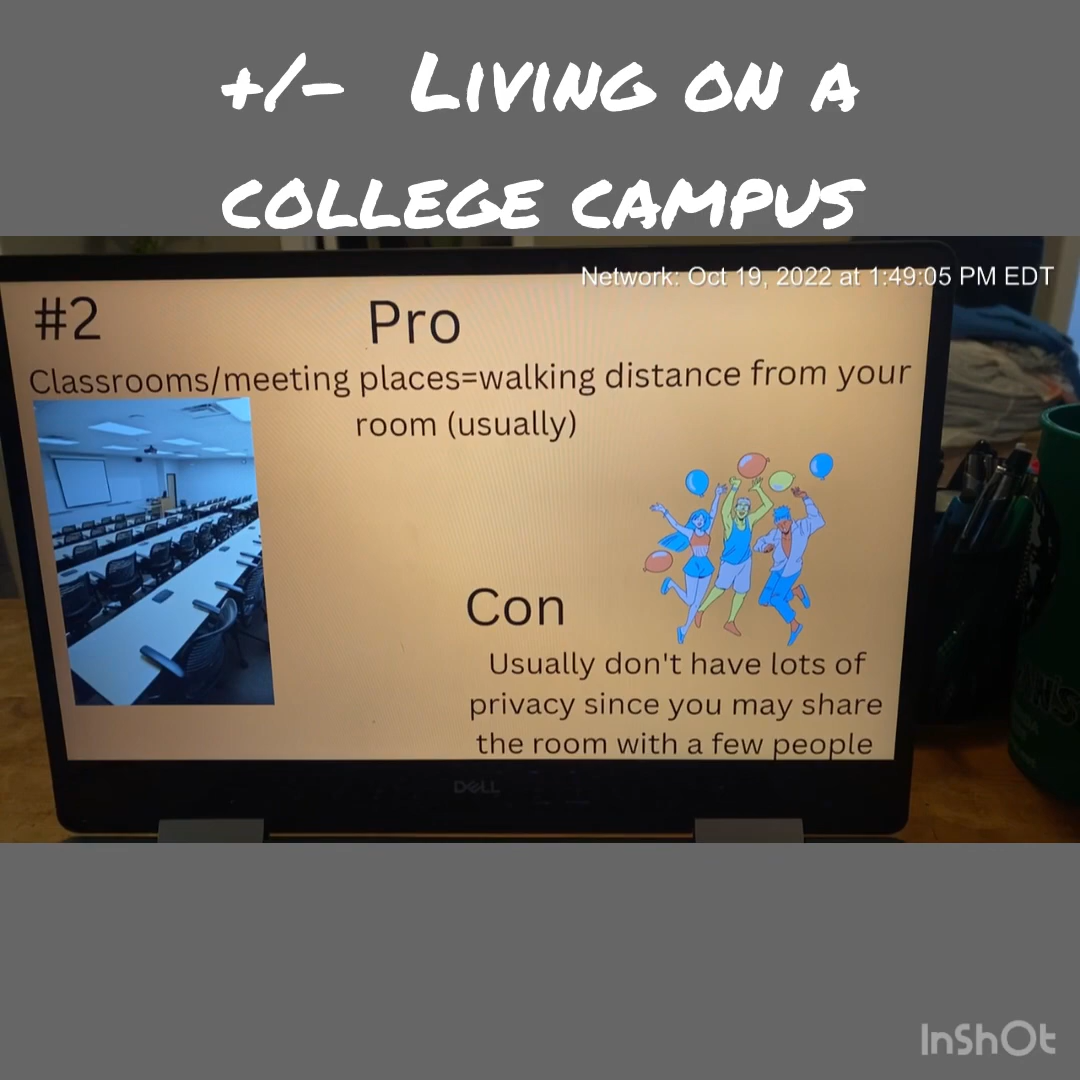 +/- LIVING ON A
COLLEGE CAMPUS
Network: Oct 19, 2022 at 1:49:05 PM EDT
#2
Pro
Classrooms/meeting places=walking distance from your
room (usually)
Con
Usually don't have lots of
privacy since you may share
the room with a few people
DELL
InShOt